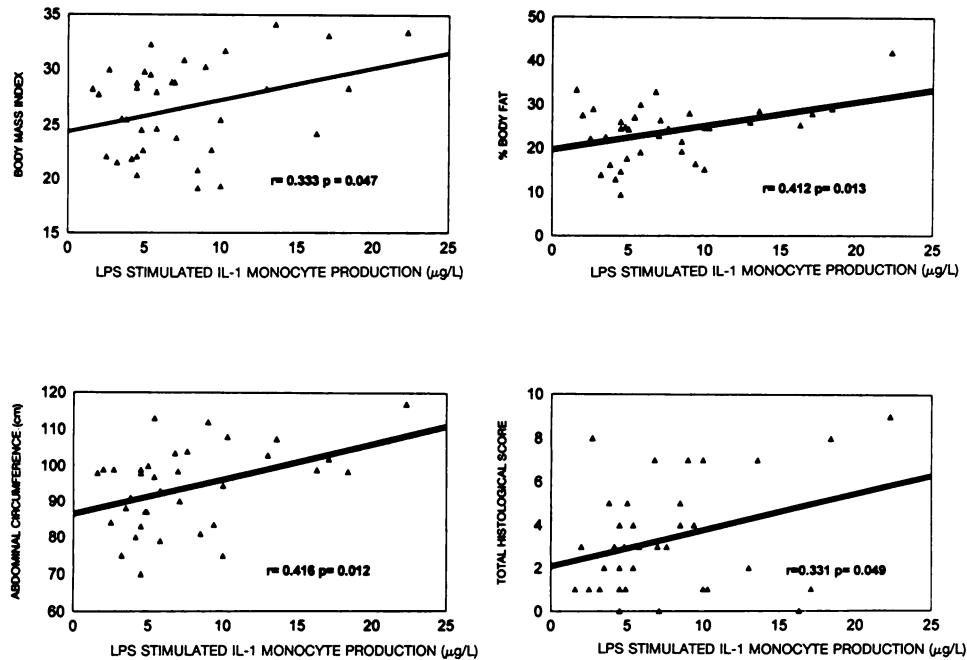 35
30
25
20
15
BODY MASS INDEX
r= 0.333 p = 0.047
0 5 10 15 20 25
LPS STIMULATED IL-1 MONOCYTE PRODUCTION (μg/L)
50
40
30
20
10
0
% BODY FAT
r= 0.412 p= 0.013
0 5 10 15 20 25
LPS STIMULATED IL-1 MONOCYTE PRODUCTION (μg/L)
120
110
100
90
80
70
60
ABDOMINAL CIRCUMFERENCE (cm)
r= 0.416 p= 0.012
0 5 10 15 20 25
LPS STIMULATED IL-1 MONOCYTE PRODUCTION (μg/L)
10
8
6
4
2
0
TOTAL HISTOLOGICAL SCORE
r=0.331 p= 0.049
0 5 10 15 20 25
LPS STIMULATED IL-1 MONOCYTE PRODUCTION (μg/L)